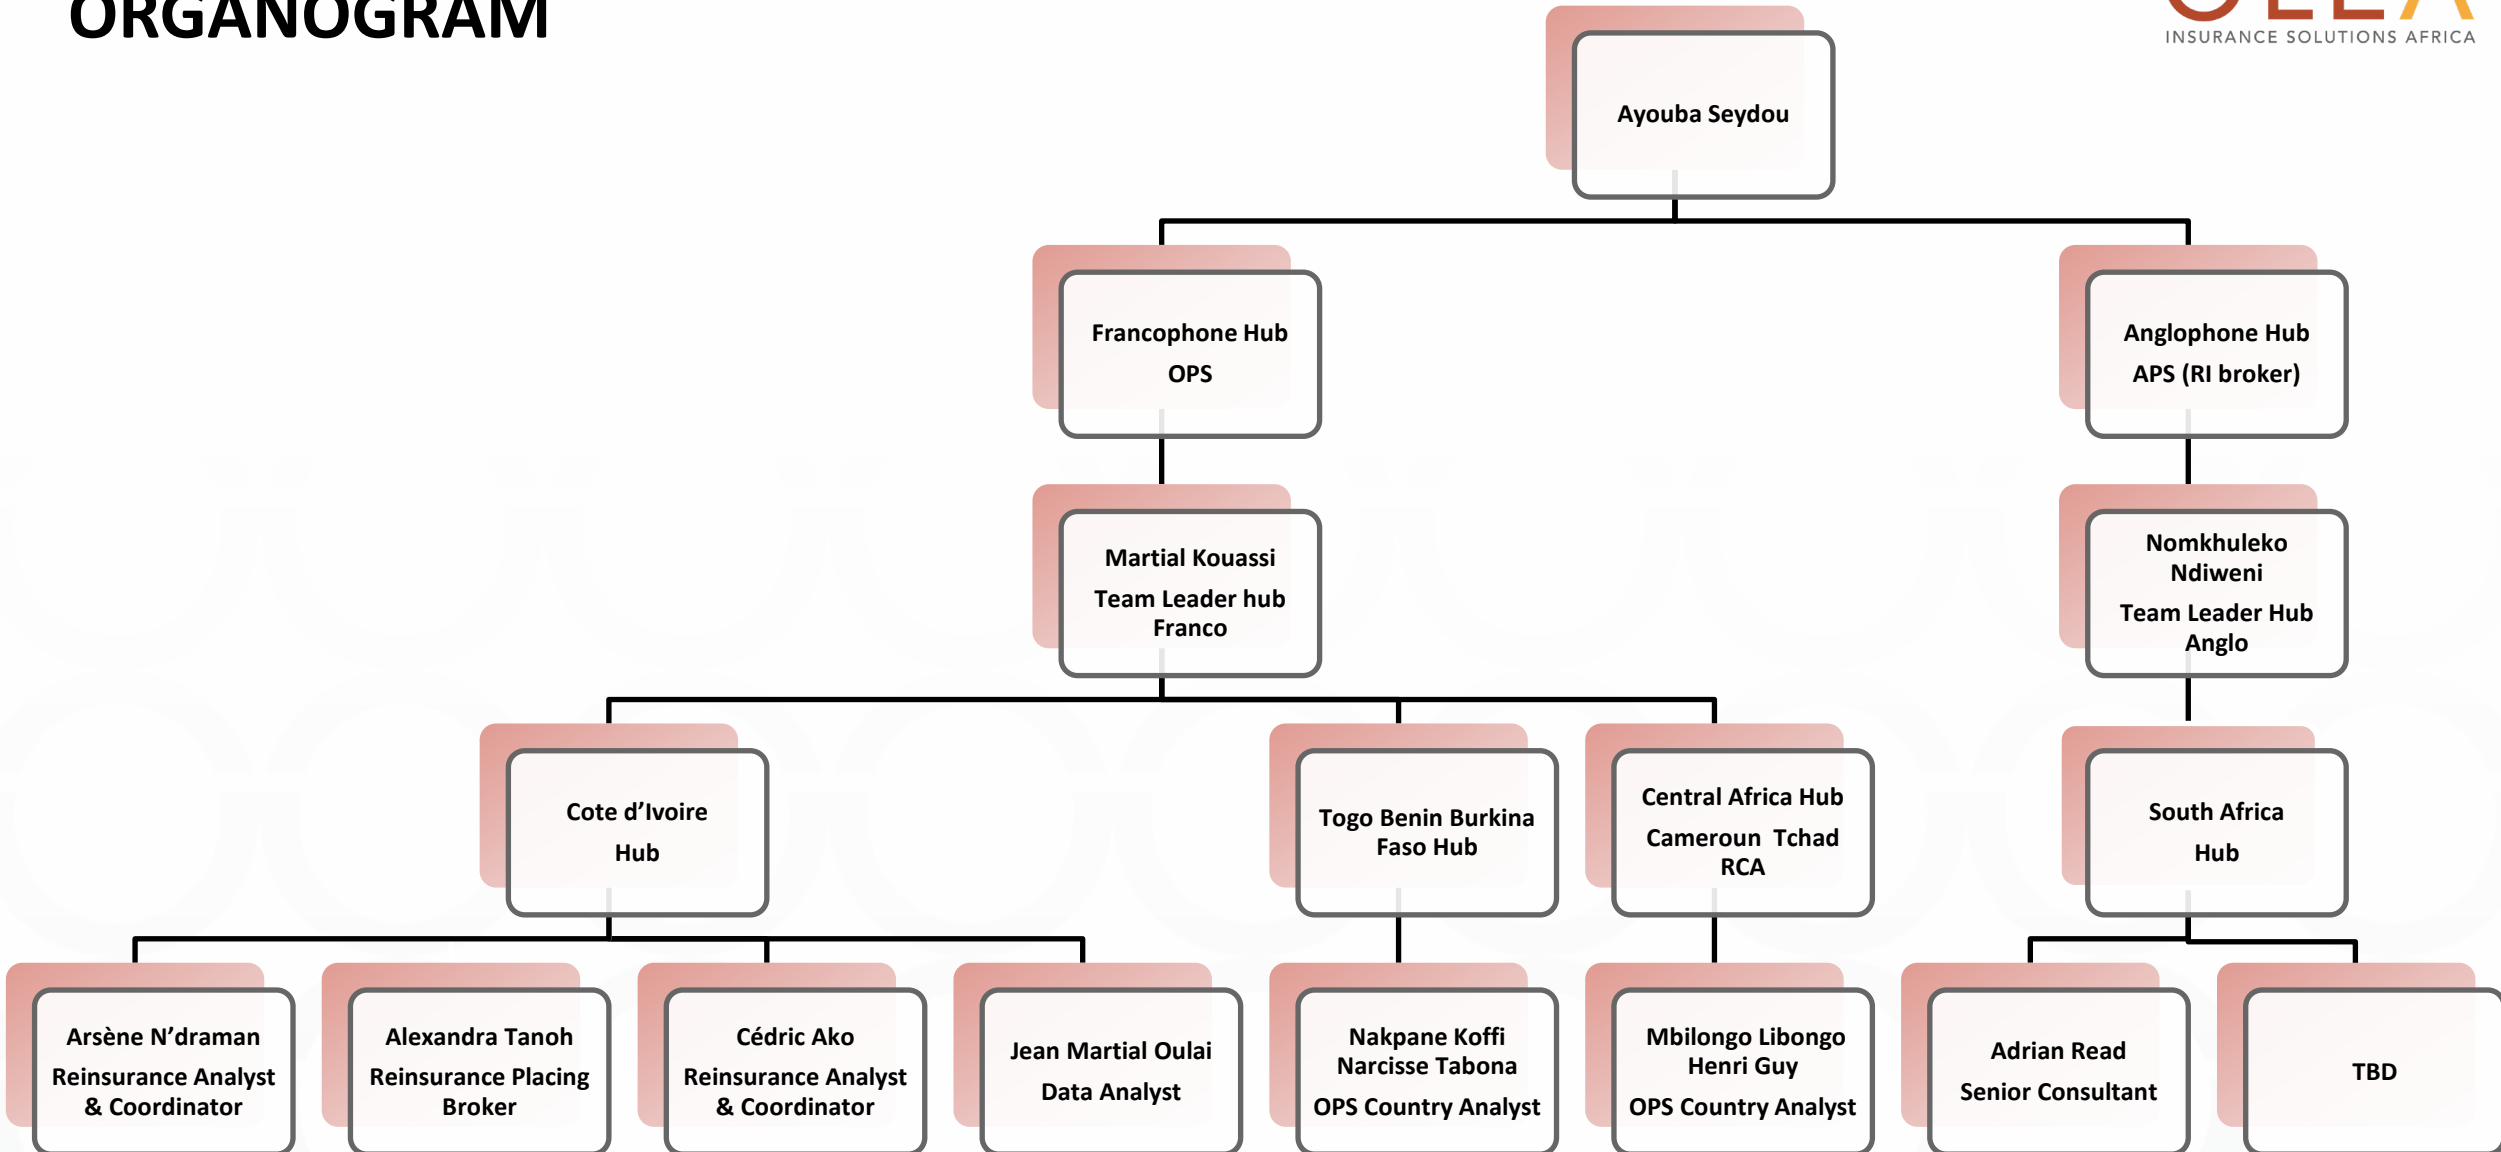 ORGANOGRAM
OLEA
INSURANCE SOLUTIONS AFRICA
Ayouba Seydou
Francophone Hub
OPS
Anglophone Hub
APS (RI broker)
Martial Kouassi
Team Leader hub
Franco
Nomkhuleko
Ndiweni
Team Leader Hub
Anglo
Cote d’Ivoire
Hub
Togo Benin Burkina
Faso Hub
Central Africa Hub
Cameroun  Tchad
RCA
South Africa
Hub
Arsène N’draman
Reinsurance Analyst
& Coordinator
Alexandra Tanoh
Reinsurance Placing
Broker
Cédric Ako
Reinsurance Analyst
& Coordinator
Jean Martial Oulai
Data Analyst
Nakpane Koffi
Narcisse Tabona
OPS Country Analyst
Mbilongo Libongo
Henri Guy
OPS Country Analyst
Adrian Read
Senior Consultant
TBD